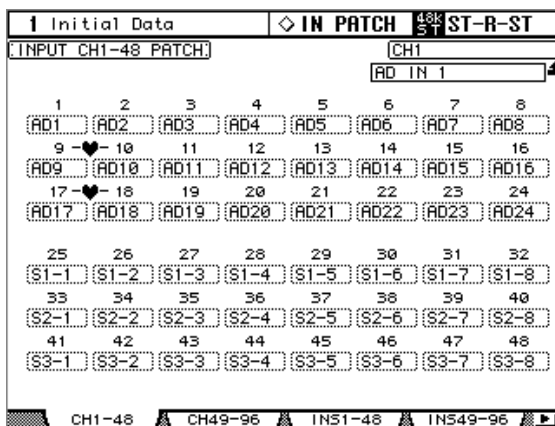 1 Initial Data ◇ IN PATCH 48K ST ST-R-ST
INPUT CH1-48 PATCH CH1
AD IN 1
1 2 3 4 5 6 7 8
AD1 AD2 AD3 AD4 AD5 AD6 AD7 AD8
9 -♥- 10 11 12 13 14 15 16
AD9 AD10 AD11 AD12 AD13 AD14 AD15 AD16
17 -♥- 18 19 20 21 22 23 24
AD17 AD18 AD19 AD20 AD21 AD22 AD23 AD24
25 26 27 28 29 30 31 32
S1-1 S1-2 S1-3 S1-4 S1-5 S1-6 S1-7 S1-8
33 34 35 36 37 38 39 40
S2-1 S2-2 S2-3 S2-4 S2-5 S2-6 S2-7 S2-8
41 42 43 44 45 46 47 48
S3-1 S3-2 S3-3 S3-4 S3-5 S3-6 S3-7 S3-8
CH1-48 CH49-96 INS1-48 INS49-96